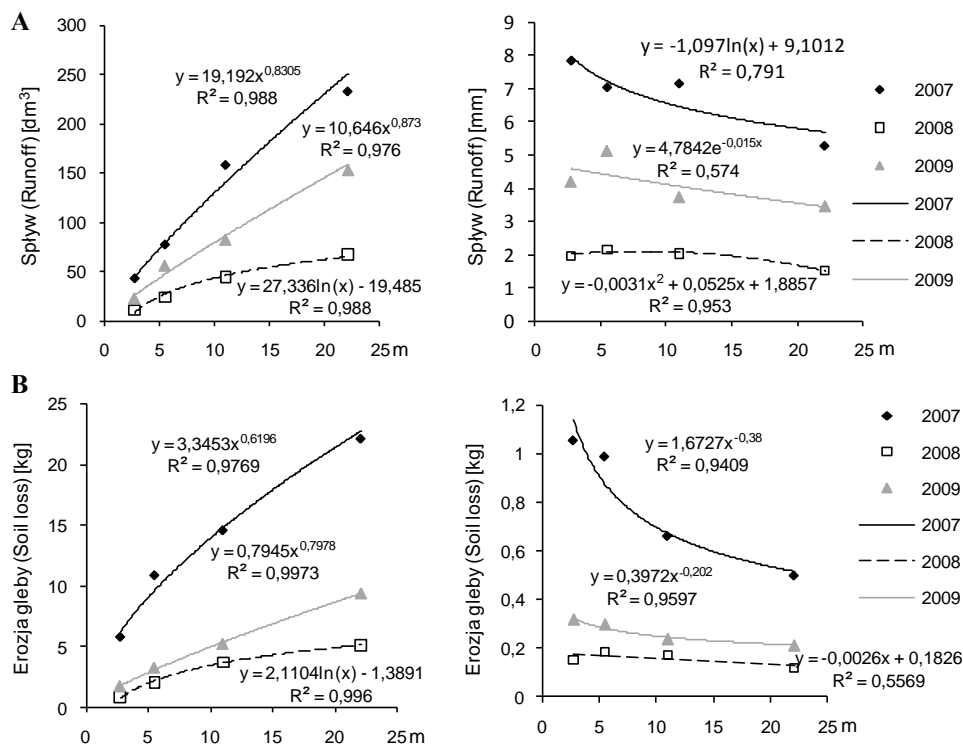 A
Spływ (Runoff) [dm³]
300
250
200
150
100
50
0
y = 19,192x^0,8305
R² = 0,988
y = 10,646x^0,873
R² = 0,976
y = 27,336ln(x) - 19,485
R² = 0,988
0 5 10 15 20 25 m
Spływ (Runoff) [mm]
9
8
7
6
5
4
3
2
1
0
y = -1,097ln(x) + 9,1012
R² = 0,791
y = 4,7842e^-0,015x
R² = 0,574
y = -0,0031x² + 0,0525x + 1,8857
R² = 0,953
0 5 10 15 20 25 m
2007
2008
2009
2007
2008
2009
B
Erozja gleby (Soil loss) [kg]
25
20
15
10
5
0
y = 3,3453x^0,6196
R² = 0,9769
y = 0,7945x^0,7978
R² = 0,9973
y = 2,1104ln(x) - 1,3891
R² = 0,996
0 5 10 15 20 25 m
Erozja gleby (Soil loss) [kg]
1,2
1
0,8
0,6
0,4
0,2
0
y = 1,6727x^-0,38
R² = 0,9409
y = 0,3972x^-0,202
R² = 0,9597
y = -0,0026x + 0,1826
R² = 0,5569
0 5 10 15 20 25 m
2007
2008
2009
2007
2008
2009